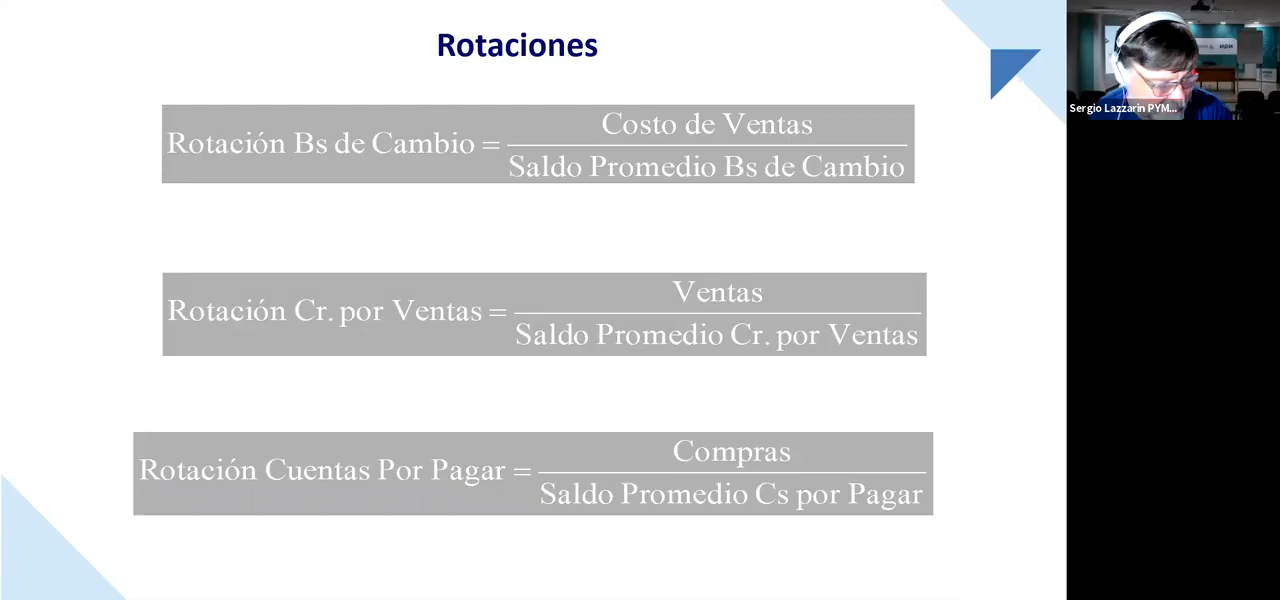 Rotaciones
Rotación Bs de Cambio = Costo de Ventas / Saldo Promedio Bs de Cambio
Rotación Cr. por Ventas = Ventas / Saldo Promedio Cr. por Ventas
Rotación Cuentas Por Pagar = Compras / Saldo Promedio Cs por Pagar
Sergio Lazzarin PYM...